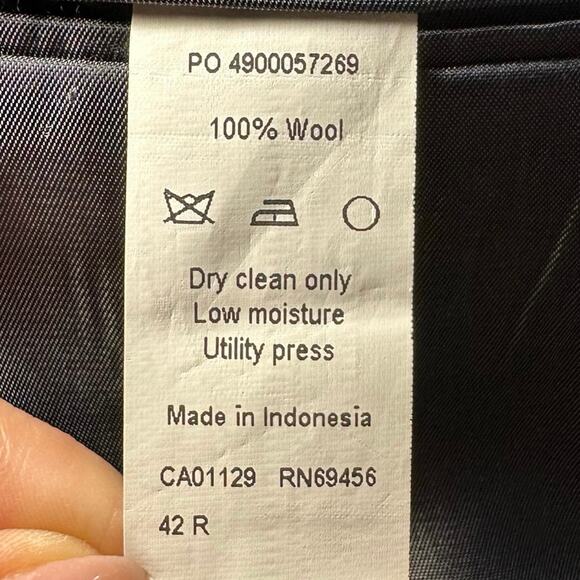 PO 4900057269
100% Wool
Dry clean only
Low moisture
Utility press
Made in Indonesia
CA01129 RN69456
42 R